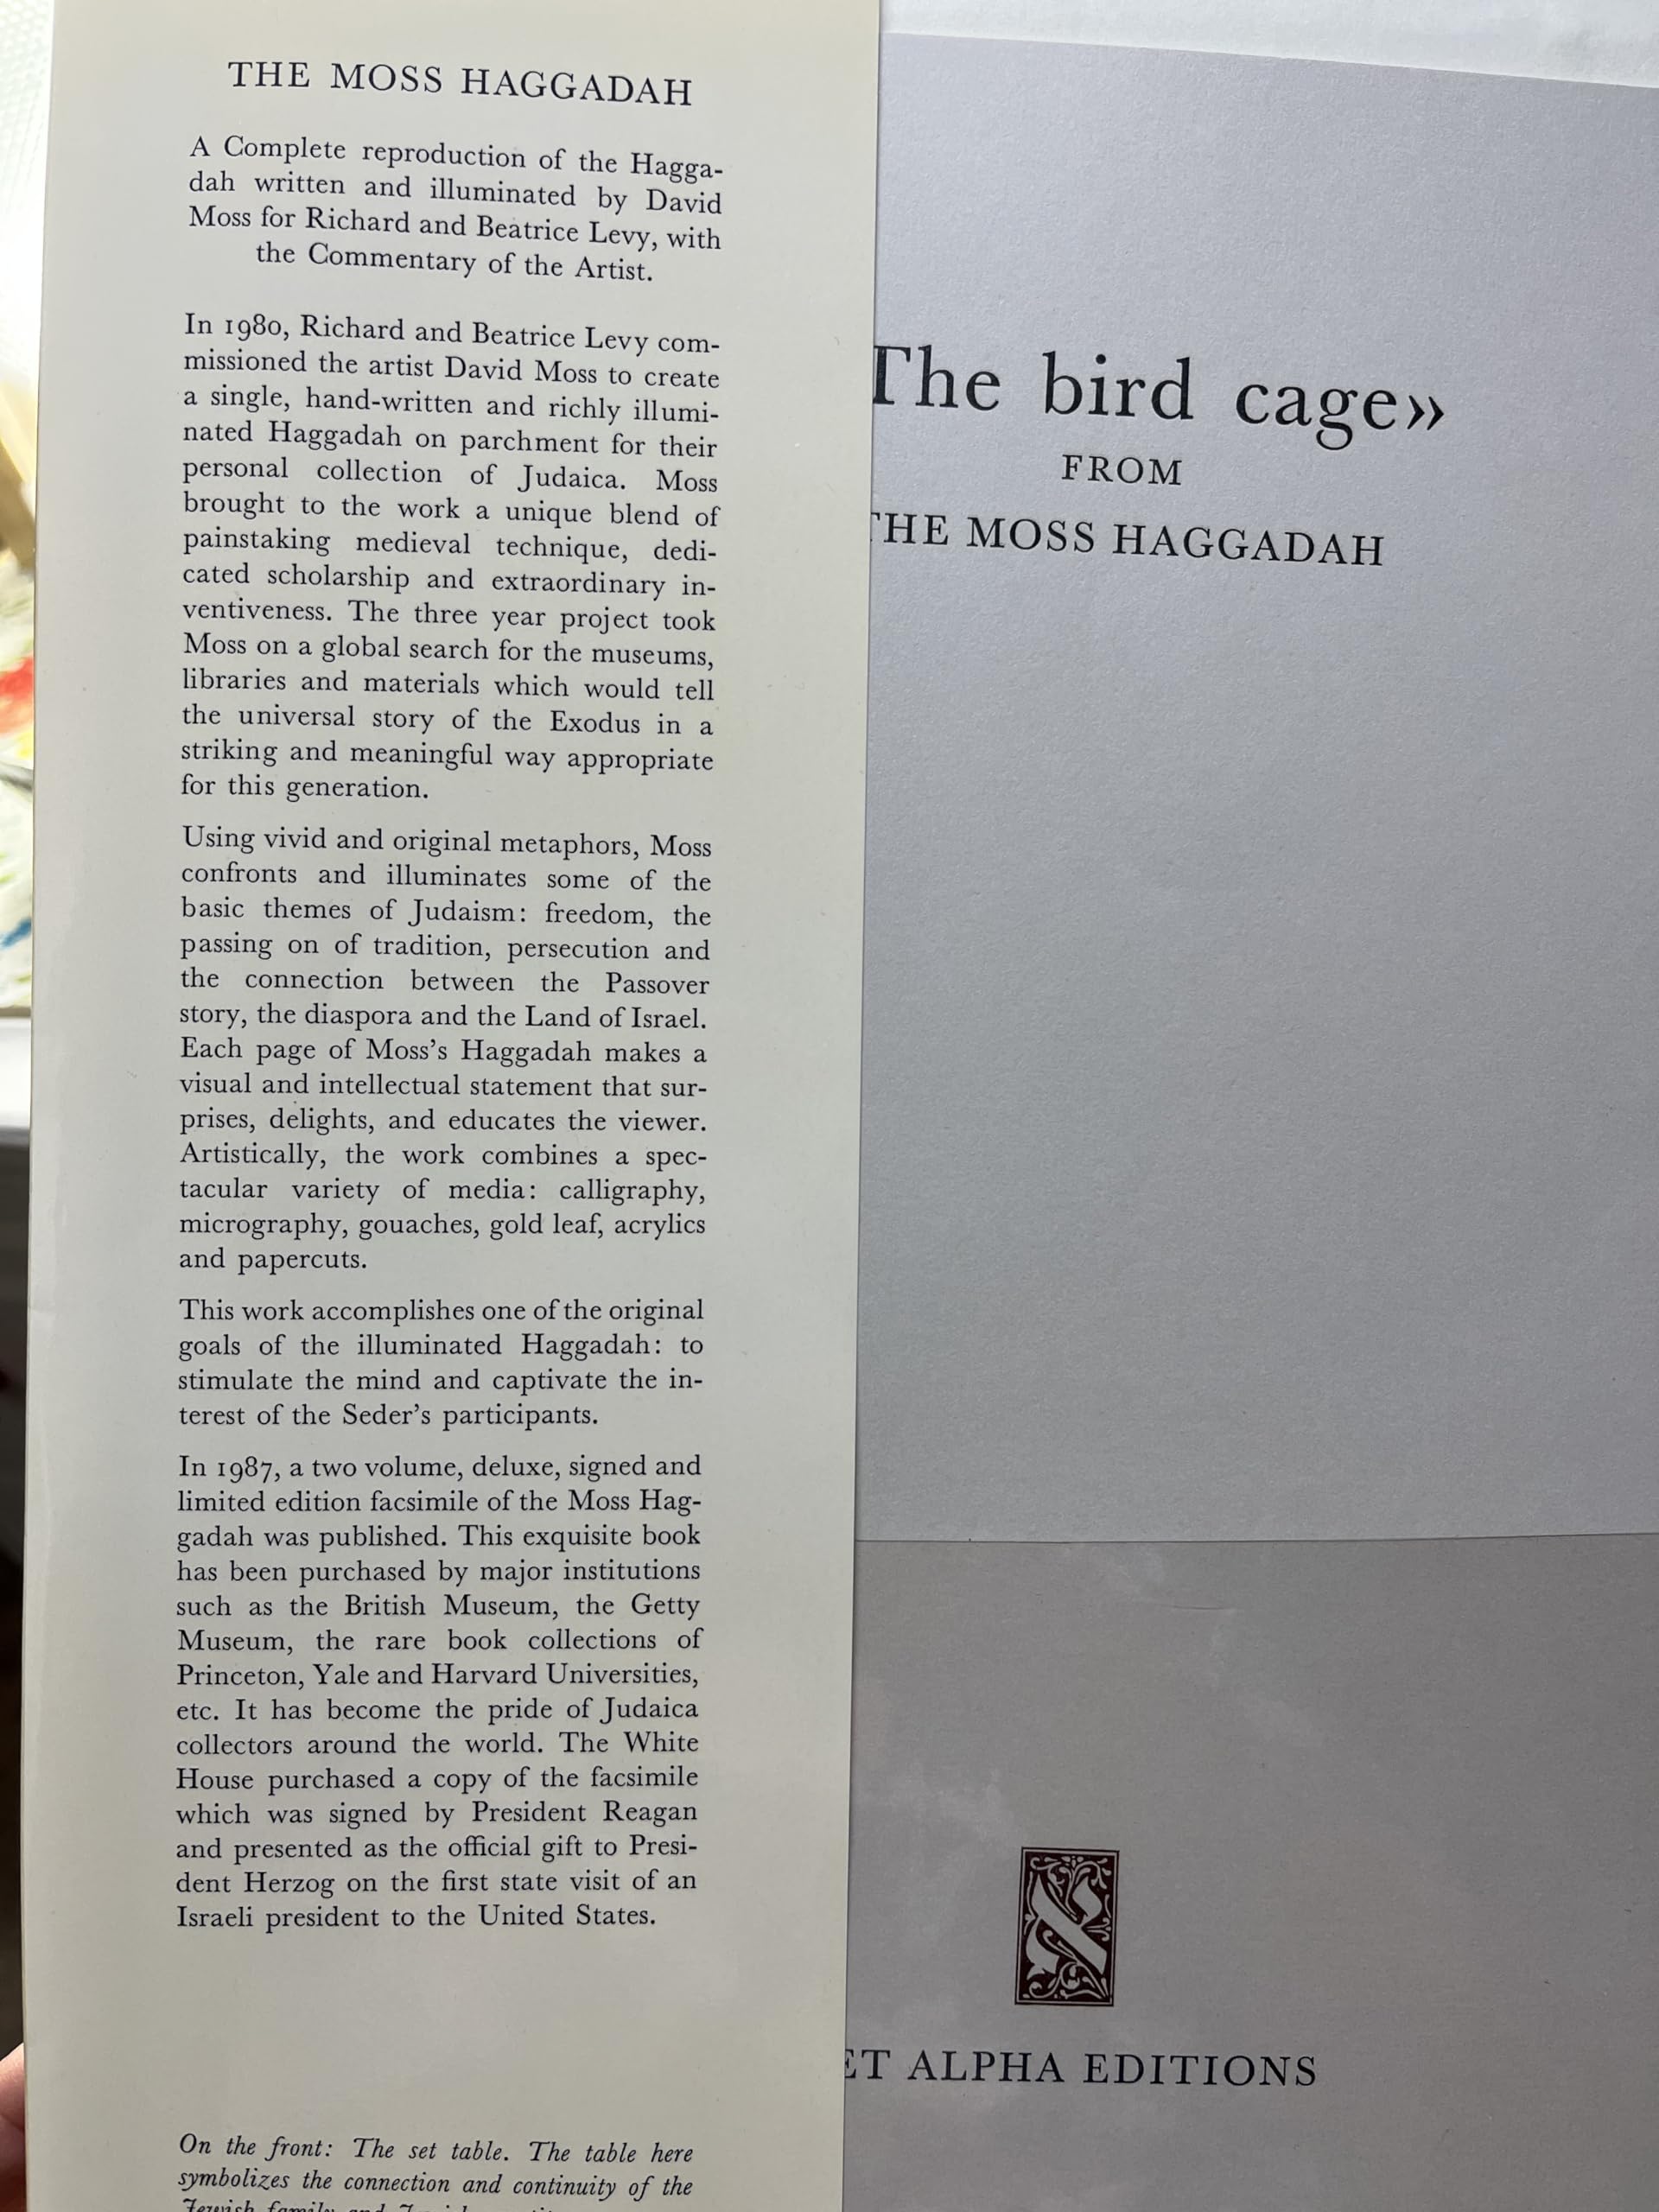 THE MOSS HAGGADAH
A Complete reproduction of the Hagga-
dah written and illuminated by David
Moss for Richard and Beatrice Levy, with
the Commentary of the Artist.
In 1980, Richard and Beatrice Levy com-
missioned the artist David Moss to create
a single, hand-written and richly illumi-
nated Haggadah on parchment for their
personal collection of Judaica. Moss
brought to the work a unique blend of
painstaking medieval technique, dedi-
cated scholarship and extraordinary in-
ventiveness. The three year project took
Moss on a global search for the museums,
libraries and materials which would tell
the universal story of the Exodus in a
striking and meaningful way appropriate
for this generation.
Using vivid and original metaphors, Moss
confronts and illuminates some of the
basic themes of Judaism: freedom, the
passing on of tradition, persecution and
the connection between the Passover
story, the diaspora and the Land of Israel.
Each page of Moss’s Haggadah makes a
visual and intellectual statement that sur-
prises, delights, and educates the viewer.
Artistically, the work combines a spec-
tacular variety of media: calligraphy,
micrography, gouaches, gold leaf, acrylics
and papercuts.
This work accomplishes one of the original
goals of the illuminated Haggadah: to
stimulate the mind and captivate the in-
terest of the Seder’s participants.
In 1987, a two volume, deluxe, signed and
limited edition facsimile of the Moss Hag-
gadah was published. This exquisite book
has been purchased by major institutions
such as the British Museum, the Getty
Museum, the rare book collections of
Princeton, Yale and Harvard Universities,
etc. It has become the pride of Judaica
collectors around the world. The White
House purchased a copy of the facsimile
which was signed by President Reagan
and presented as the official gift to Presi-
dent Herzog on the first state visit of an
Israeli president to the United States.
On the front: The set table. The table here
symbolizes the connection and continuity of the
The bird cage»
FROM
THE MOSS HAGGADAH
א
ET ALPHA EDITIONS